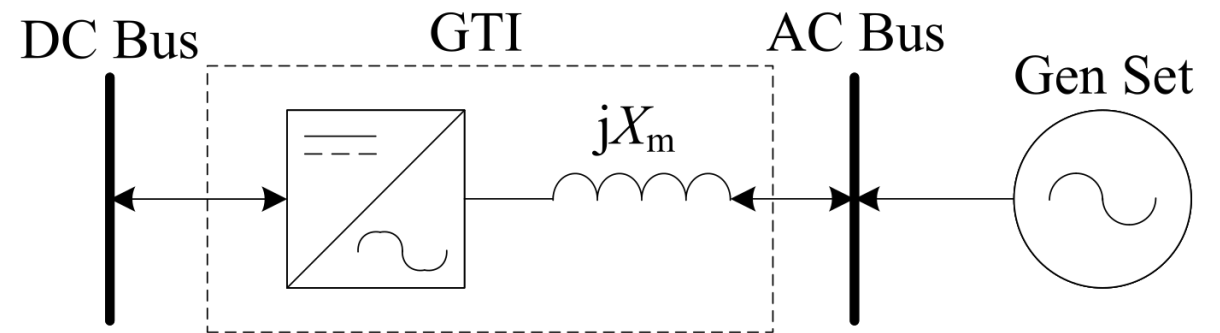 DC Bus
GTI
AC Bus
Gen Set
jXm